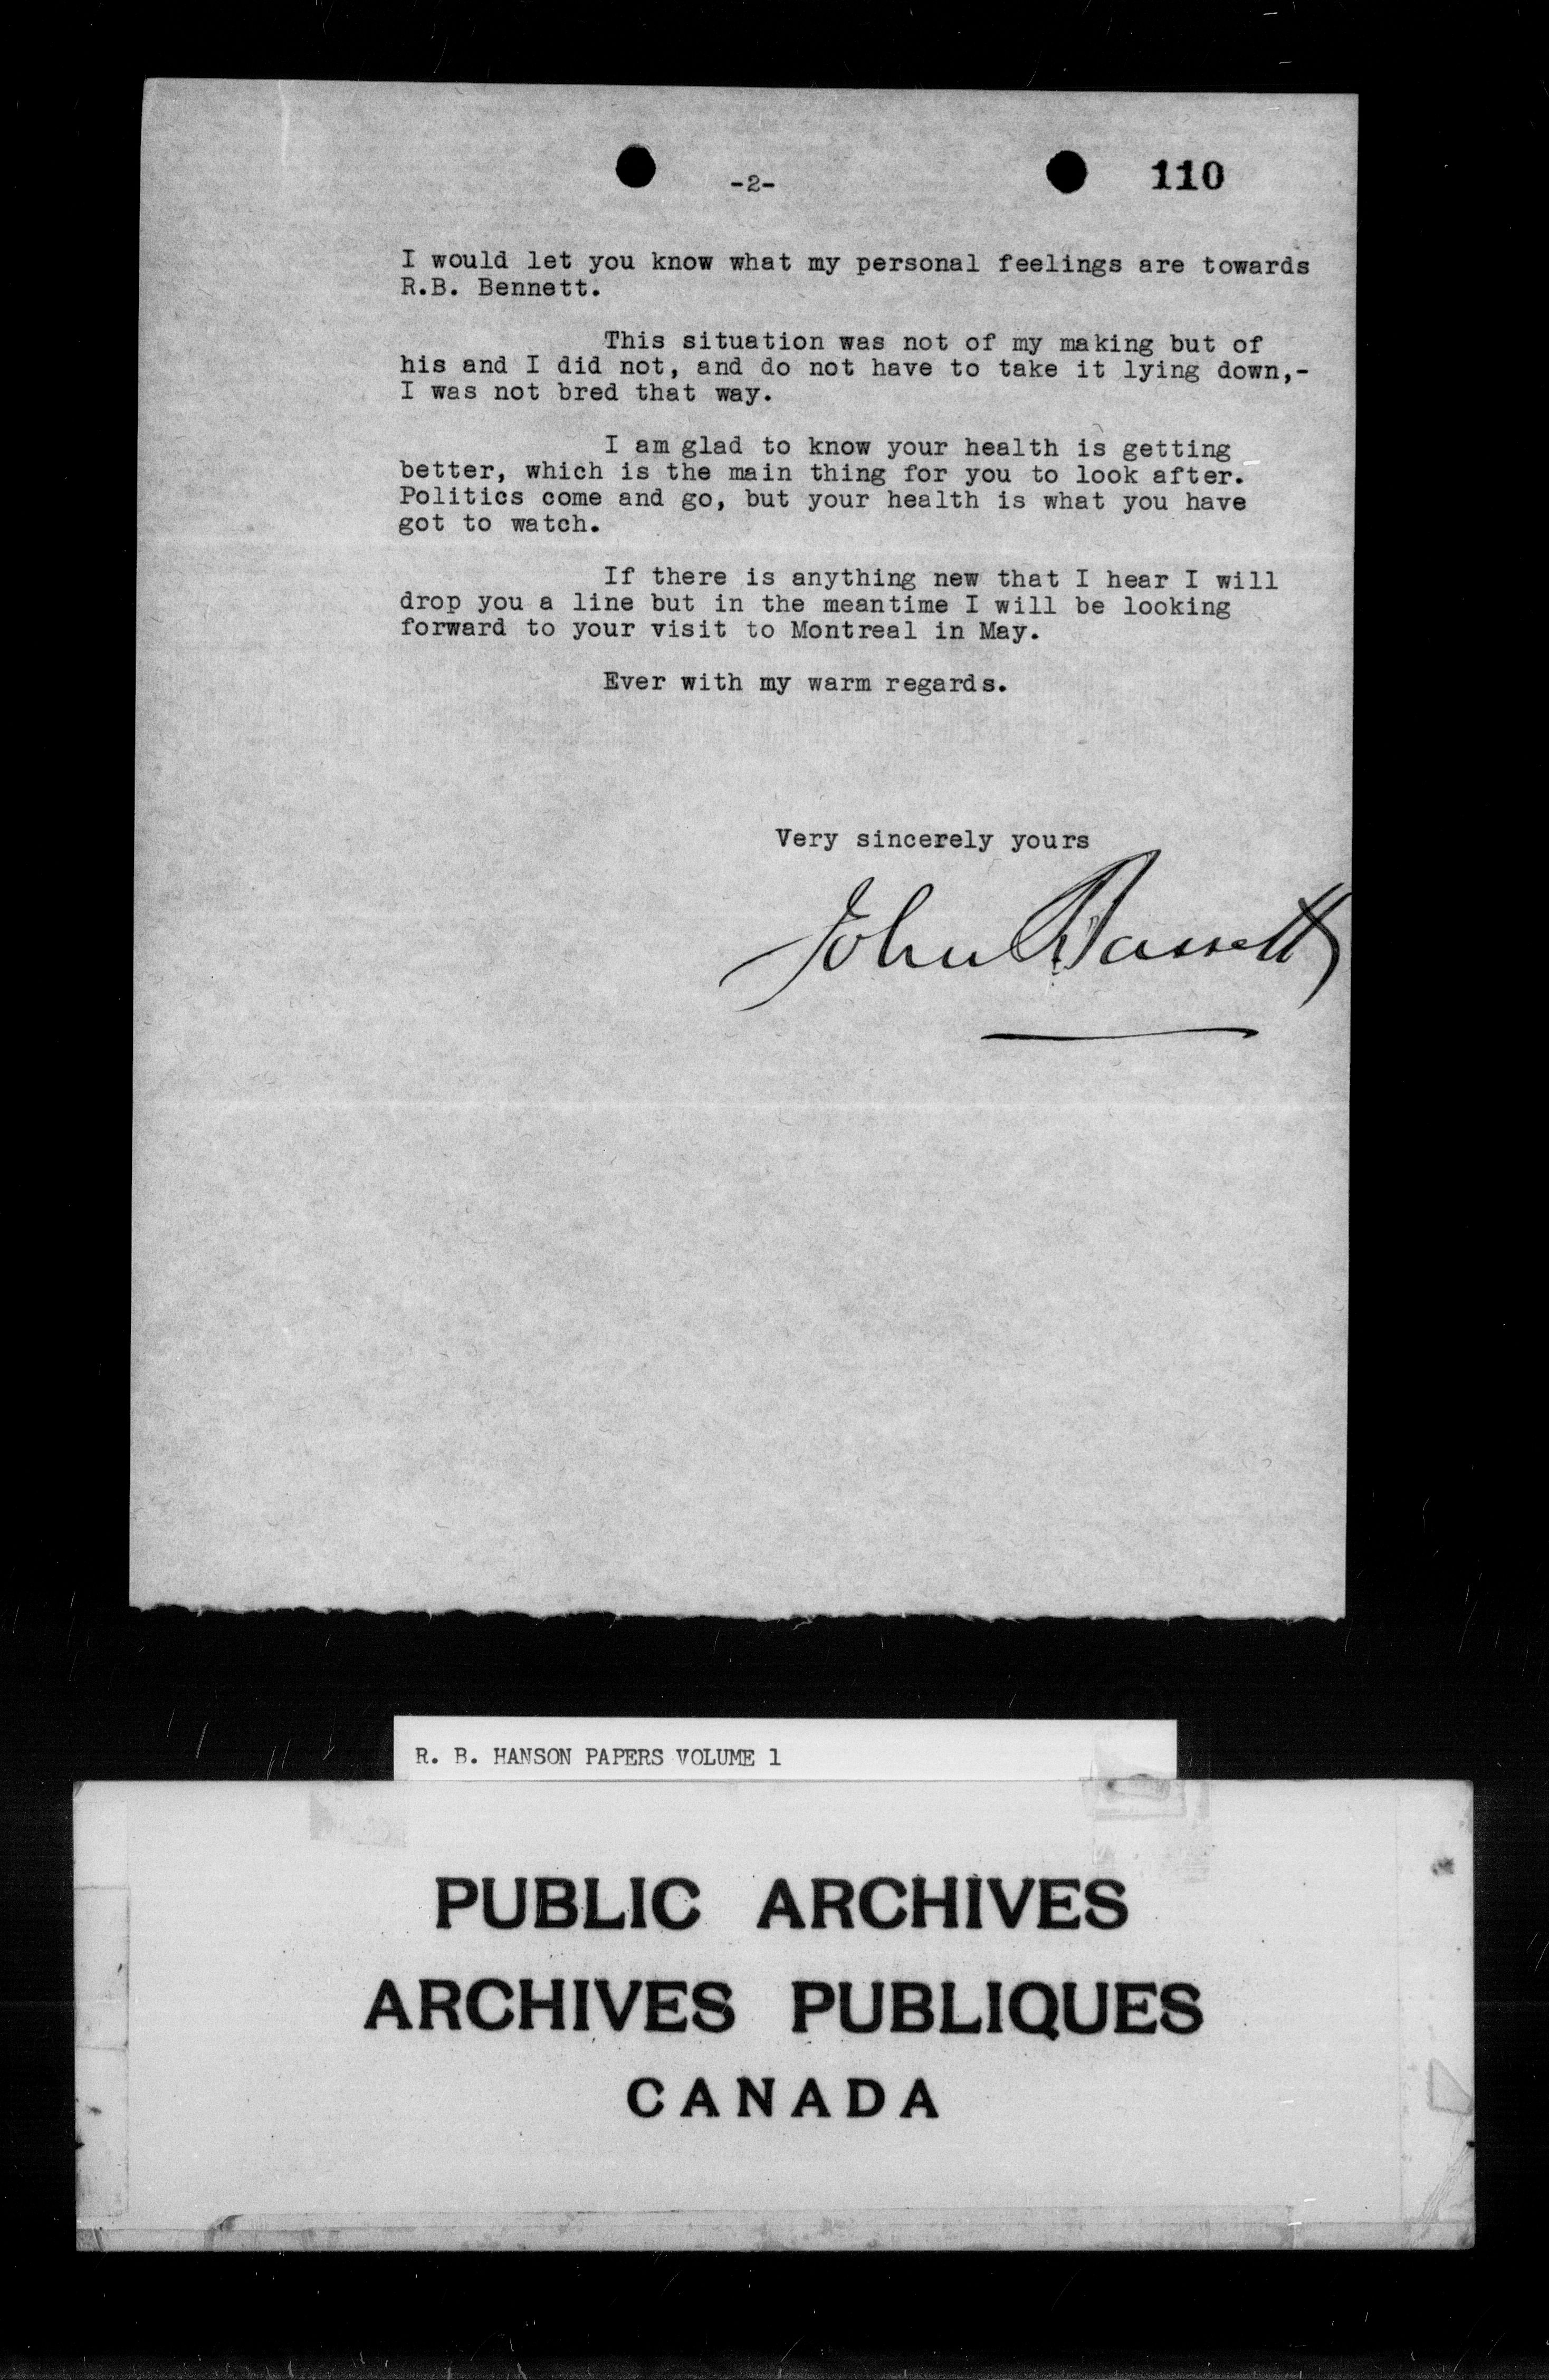 -2-
110
I would let you know what my personal feelings are towards
R.B. Bennett.
This situation was not of my making but of
his and I did not, and do not have to take it lying down,-
I was not bred that way.
I am glad to know your health is getting
better, which is the main thing for you to look after.
Politics come and go, but your health is what you have
got to watch.
If there is anything new that I hear I will
drop you a line but in the meantime I will be looking
forward to your visit to Montreal in May.
Ever with my warm regards.
Very sincerely yours
John Bassett
R. B. HANSON PAPERS VOLUME 1
PUBLIC ARCHIVES
ARCHIVES PUBLIQUES
CANADA